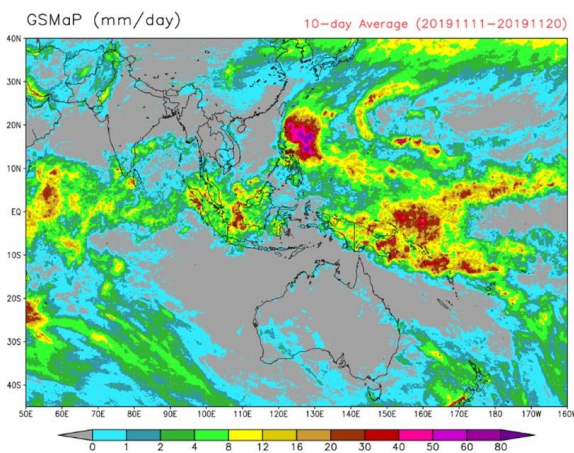 GSMaP (mm/day)
10-day Average (20191111-20191120)
40N
30N
20N
10N
EQ
10S
20S
30S
40S
50E 60E 70E 80E 90E 100E 110E 120E 130E 140E 150E 160E 170E 180 170W 160W
0 1 2 4 8 12 16 20 30 40 50 60 80